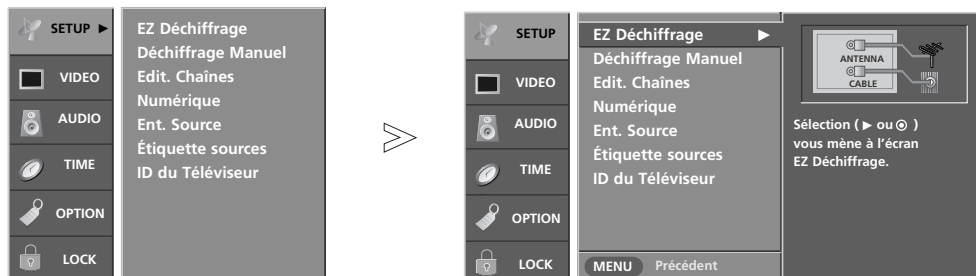 SETUP ►
VIDEO
AUDIO
TIME
OPTION
LOCK
EZ Déchiffrage
Déchiffrage Manuel
Edit. Chaînes
Numérique
Ent. Source
Étiquette sources
ID du Téléviseur
SETUP
VIDEO
AUDIO
TIME
OPTION
LOCK
EZ Déchiffrage ►
Déchiffrage Manuel
Edit. Chaînes
Numérique
Ent. Source
Étiquette sources
ID du Téléviseur
MENU Précédent
ANTENNA
CABLE
Sélection ( ► ou ⊙ )
vous mène à l'écran
EZ Déchiffrage.